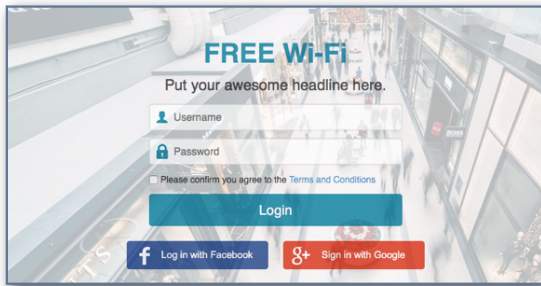 FREE Wi-Fi
Put your awesome headline here.
Username
Password
Please confirm you agree to the Terms and Conditions
Login
f Log in with Facebook
g+ Sign in with Google
BOSS